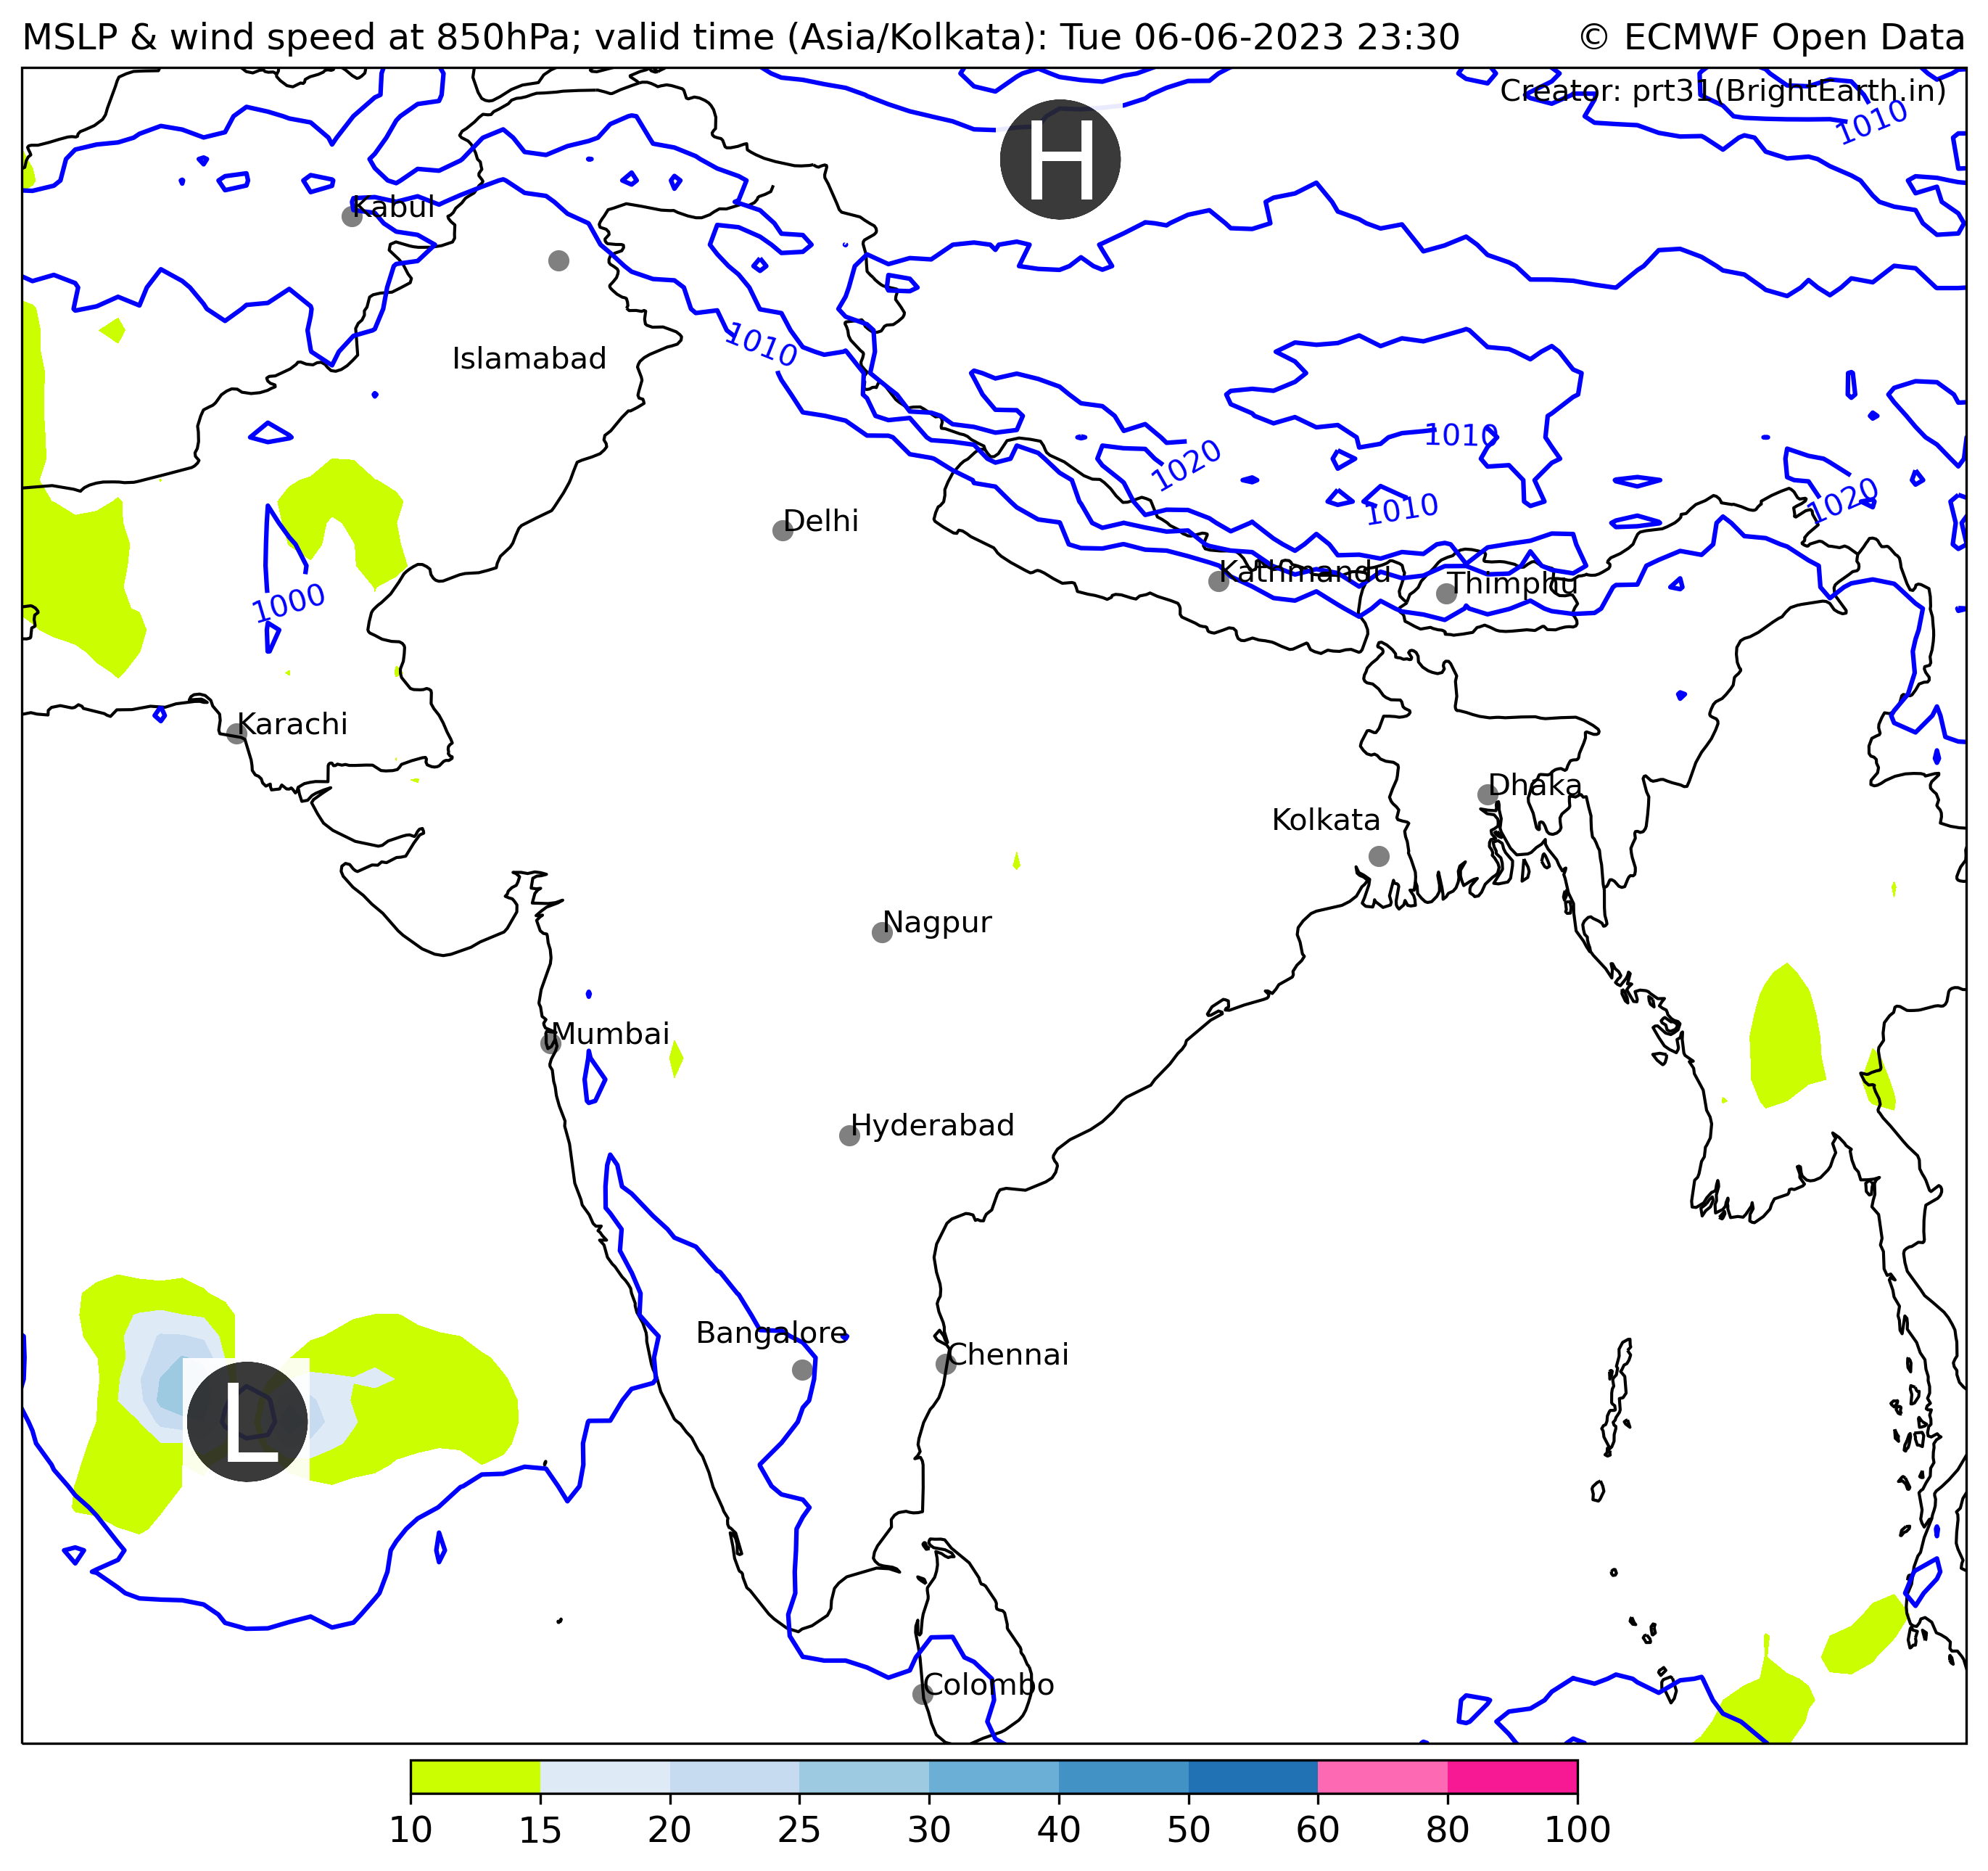 MSLP & wind speed at 850hPa; valid time (Asia/Kolkata): Tue 06-06-2023 23:30
© ECMWF Open Data
Creator: prt31(BrightEarth.in)
1010
H
Kabul
1010
Islamabad
1010
1020
1020
1010
Delhi
Kathmandu
Thimphu
1000
Karachi
Dhaka
Kolkata
Nagpur
Mumbai
Hyderabad
Bangalore
Chennai
L
Colombo
10 15 20 25 30 40 50 60 80 100